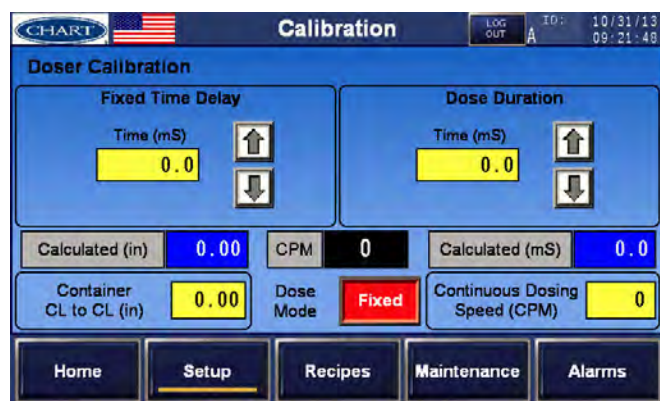 CHART
Calibration
LOG OUT
A
ID:
10/31/13
09:21:48
Doser Calibration
Fixed Time Delay
Time (mS)
0.0
Dose Duration
Time (mS)
0.0
Calculated (in)
0.00
CPM
0
Calculated (mS)
0.0
Container
CL to CL (in)
0.00
Dose
Mode
Fixed
Continuous Dosing
Speed (CPM)
0
Home
Setup
Recipes
Maintenance
Alarms